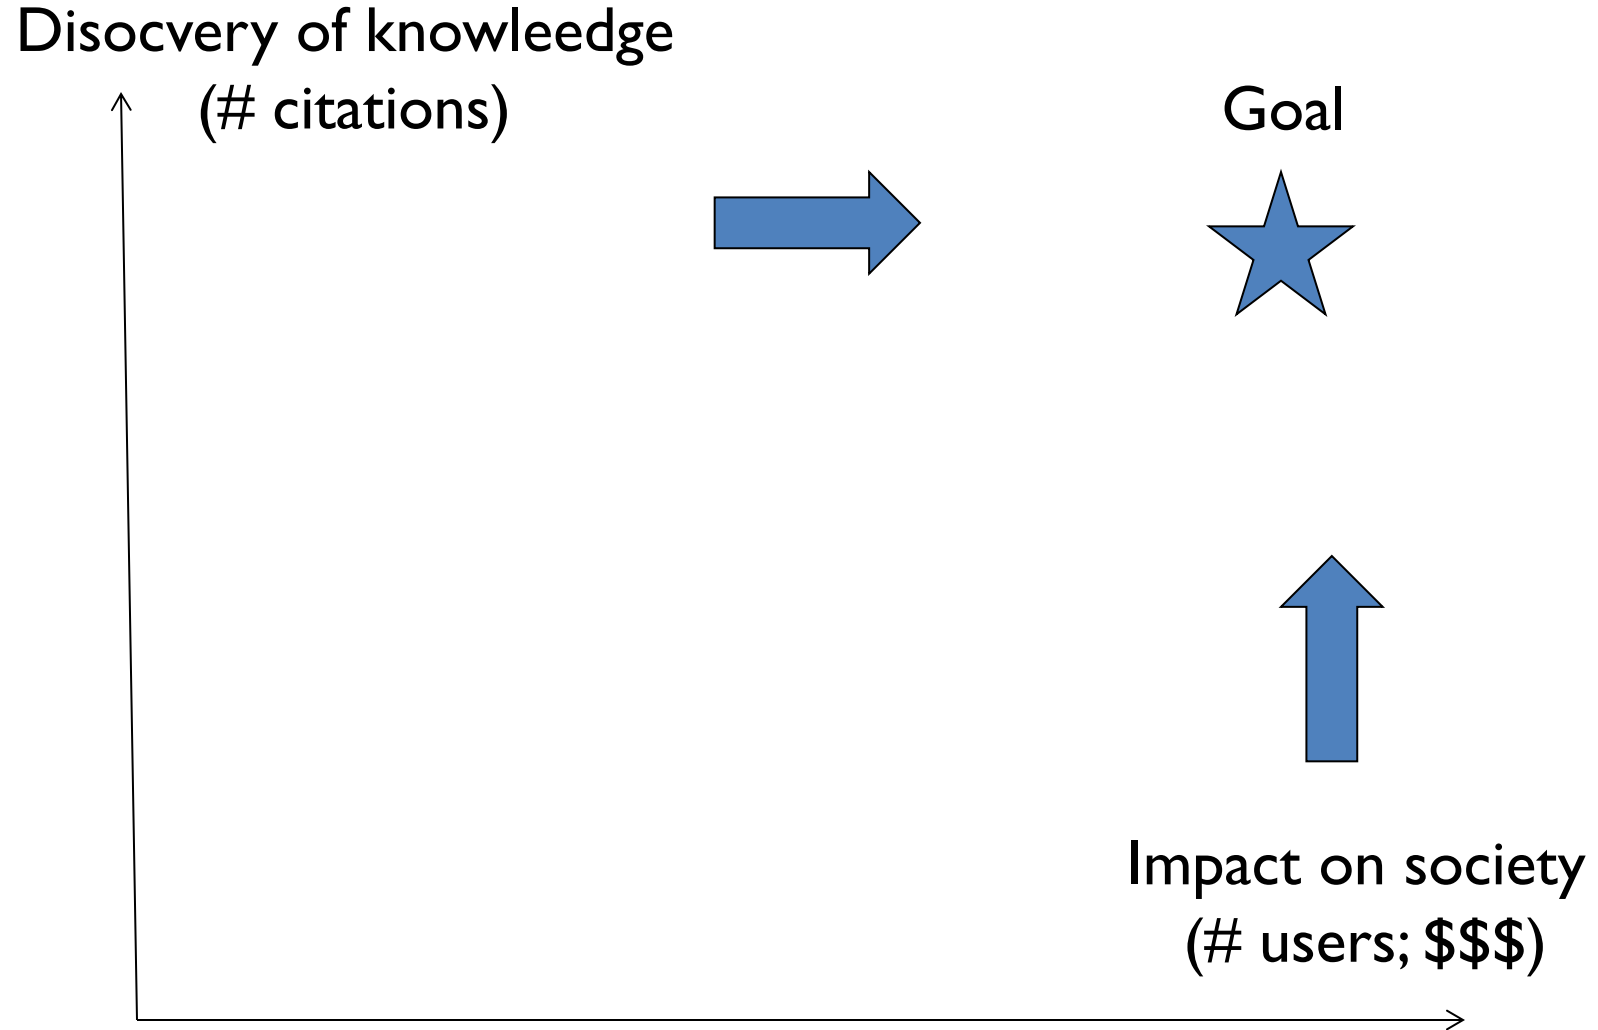 Disocvery of knowleedge
(# citations)
Goal
Impact on society
(# users; $$$)